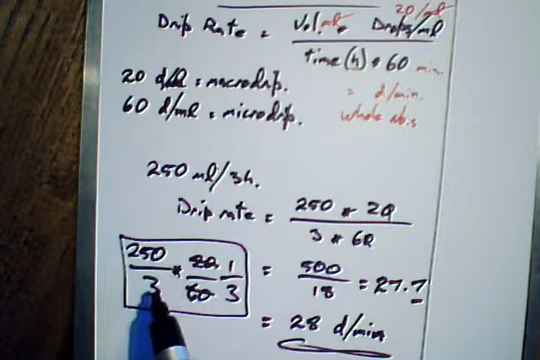 20/ml
Drip Rate = Vol. ml * Drops/ml
time (h) * 60 min.
20 d/ml = macrodrip.
= d/min.
60 d/ml = microdrip.
whole No.s
250 ml/3h.
Drip rate = 250 * 20
3 * 60
250 * 20 1 = 500 = 27.7
3 60 3 18
= 28 d/min